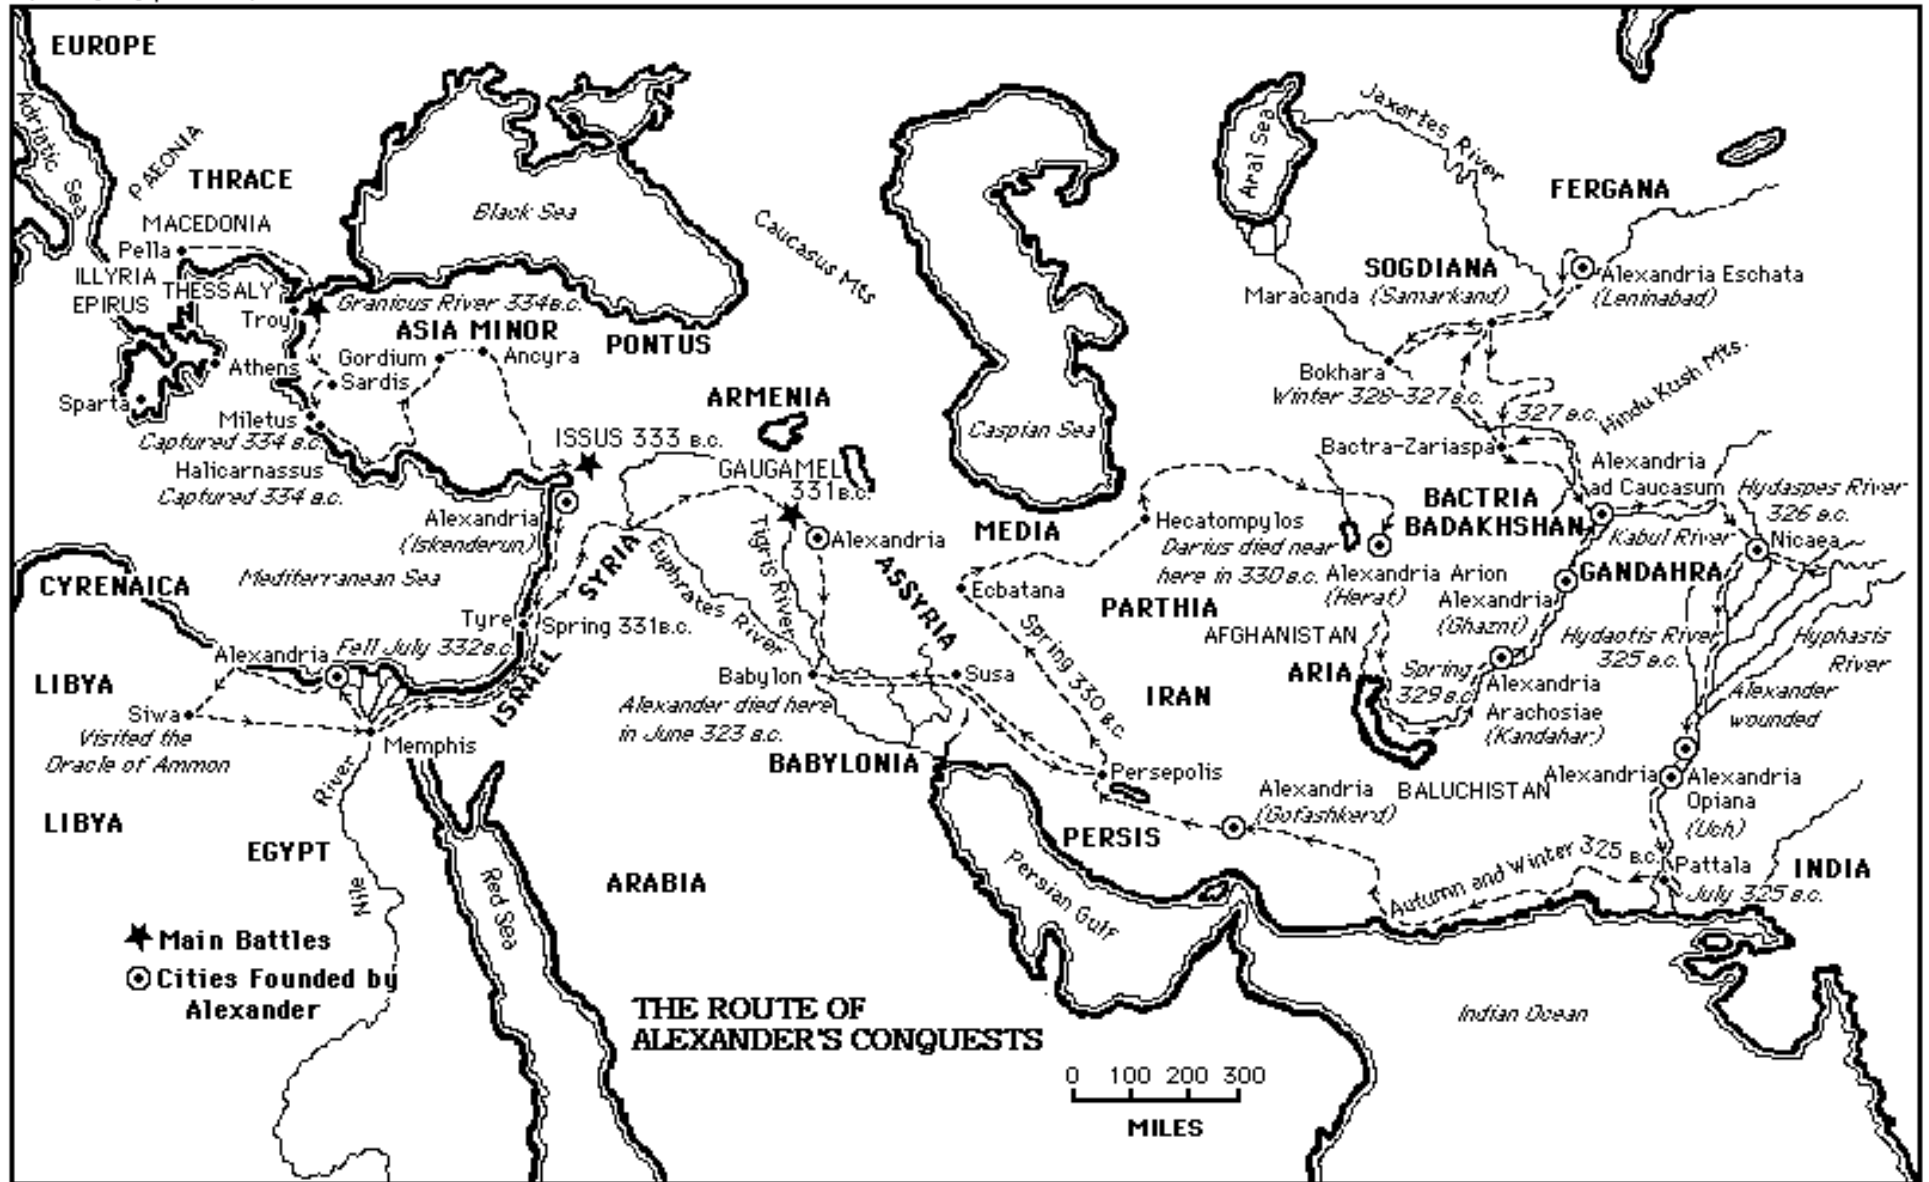 EUROPE
Adriatic Sea
PAEONIA
THRACE
MACEDONIA
Pella
ILLYRIA
THESSALY
EPIRUS
Troy
Athens
Sparta
Black Sea
Granicus River 334 B.C.
ASIA MINOR
PONTUS
Gordium
Ancyra
Sardis
Miletus
Captured 334 B.C.
Halicarnassus
Captured 334 B.C.
Caucasus Mts
ARMENIA
ISSUS 333 B.C.
GAUGAMEL
331 B.C.
Alexandria
(Iskenderun)
Alexandria
Caspian Sea
MEDIA
Aral Sea
Jaxartes River
FERGANA
SOGDIANA
Alexandria Eschata
(Leninabad)
Maracanda (Samarkand)
Bokhara
Winter 328-327 B.C.
327 B.C.
Hindu Kush Mts.
Bactra-Zariaspa
Alexandria
ad Caucasum
BACTRIA
BADAKHSHAN
Hydaspes River
326 B.C.
Kabul River
Nicaea
GANDAHRA
Hecatompylos
Darius died near
here in 330 B.C.
Alexandria Arion
(Herat)
Alexandria
(Ghazni)
PARTHIA
AFGHANISTAN
ARIA
Spring
329 B.C.
Alexandria
Arachosiae
(Kandahar)
Hydaotis River
325 B.C.
Hyphasis
River
Alexander
wounded
CYRENAICA
Mediterranean Sea
SYRIA
Euphrates River
Tigris River
ASSYRIA
Ecbatana
Tyre
Spring 331 B.C.
Fell July 332 B.C.
Alexandria
ISRAEL
LIBYA
Siwa
Visited the
Oracle of Ammon
Memphis
Babylon
Alexander died here
in June 323 B.C.
Susa
Spring 330 B.C.
IRAN
BABYLONIA
Persepolis
Alexandria
(Gofashkerd)
BALUCHISTAN
Alexandria
Alexandria
Opiana
(Uch)
LIBYA
EGYPT
Nile
River
Red Sea
ARABIA
PERSIS
Persian Gulf
Autumn and Winter 325 B.C.
Pattala
July 325 B.C.
INDIA
Main Battles
Cities Founded by
Alexander
THE ROUTE OF
ALEXANDER'S CONQUESTS
Indian Ocean
0 100 200 300
MILES